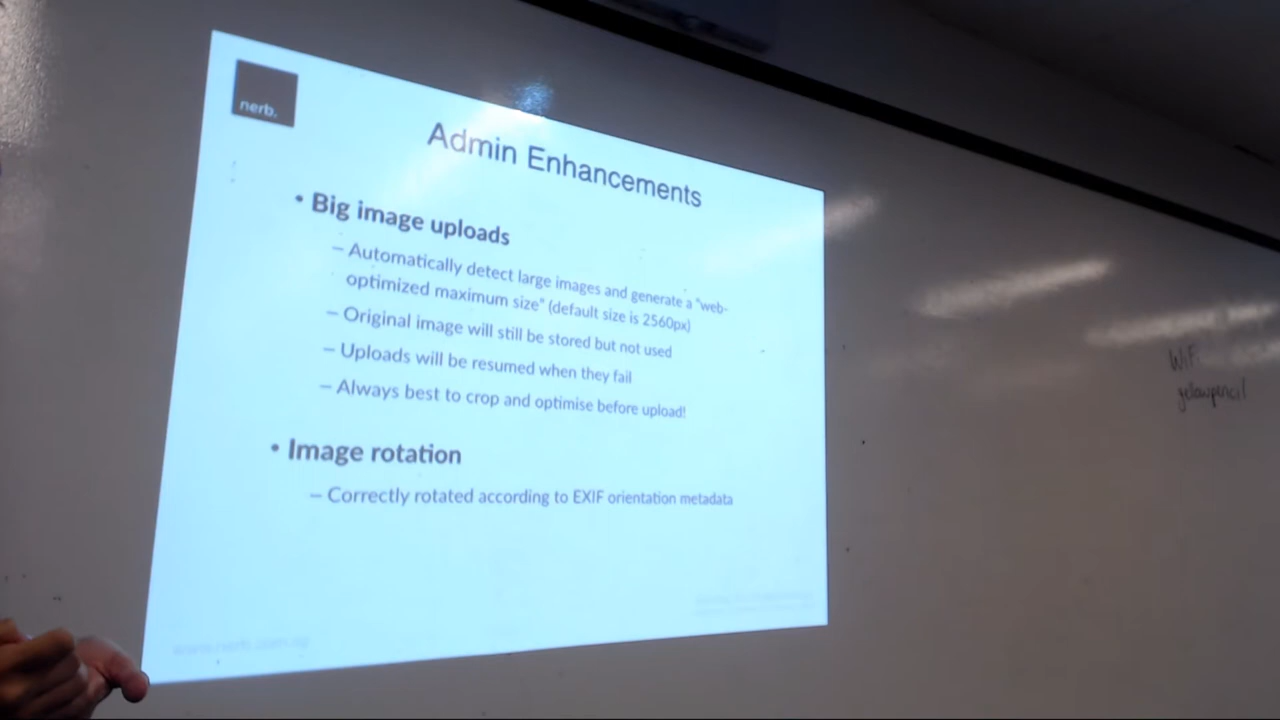 nerb.
Admin Enhancements
• Big image uploads
– Automatically detect large images and generate a "web-
optimized maximum size" (default size is 2560px)
– Original image will still be stored but not used
– Uploads will be resumed when they fail
– Always best to crop and optimise before upload!
• Image rotation
– Correctly rotated according to EXIF orientation metadata
WiF
yellowpencil